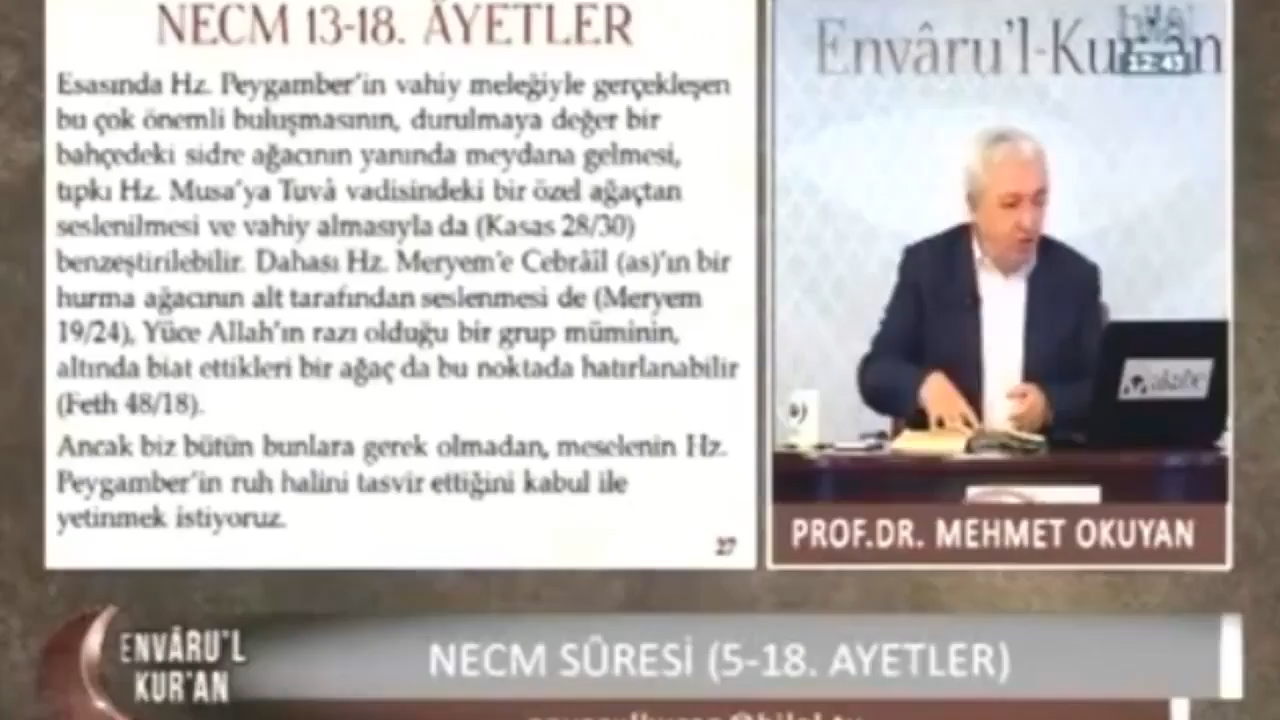 NECM 13-18. ÂYETLER
Esasında Hz. Peygamber'in vahiy meleğiyle gerçekleşen
bu çok önemli buluşmasının, durulmaya değer bir
bahçedeki sidre ağacının yanında meydana gelmesi,
tıpkı Hz. Musa'ya Tuvâ vadisindeki bir özel ağaçtan
seslenilmesi ve vahiy almasıyla da (Kasas 28/30)
benzeştirilebilir. Dahası Hz. Meryem'e Cebrâîl (as)'ın bir
hurma ağacının alt tarafından seslenmesi de (Meryem
19/24), Yüce Allah'ın razı olduğu bir grup müminin,
altında biat ettikleri bir ağaç da bu noktada hatırlanabilir
(Feth 48/18).
Ancak biz bütün bunlara gerek olmadan, meselenin Hz.
Peygamber'in ruh halini tasvir ettiğini kabul ile
yetinmek istiyoruz.
27
Envâru'l-Kur'an
12:43
PROF.DR. MEHMET OKUYAN
ENVÂRU'L
KUR'AN
NECM SÛRESİ (5-18. AYETLER)